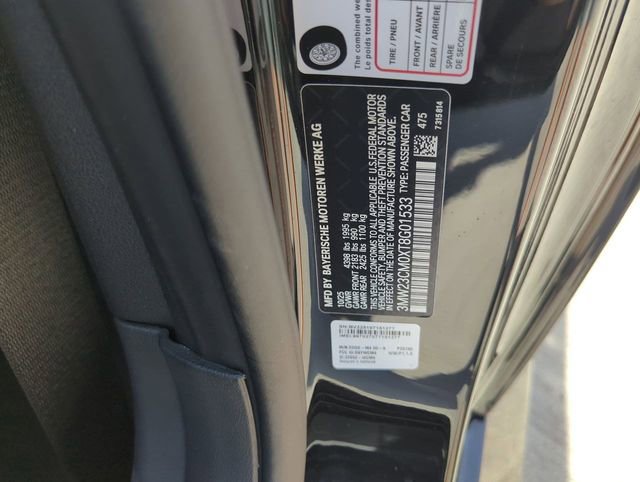 The combined we
Le poids total des
TIRE / PNEU
FRONT / AVANT
REAR / ARRIÈRE
SPARE
DE SECOURS
MFD BY BAYERISCHE MOTOREN WERKE AG
10/25
GVWR 4398 lbs 1995 kg
GAWR FRONT 2183 lbs 990 kg
GAWR REAR 2425 lbs 1100 kg
CONFORMS TO ALL APPLICABLE U.S. FEDERAL MOTOR
VEHICLE SAFETY, BUMPER AND THEFT PREVENTION STANDARDS
IN EFFECT ON THE DATE OF MANUFACTURE SHOWN ABOVE.
3MW23CM0XT8G01533 TYPE: PASSENGER CAR
475
7315814